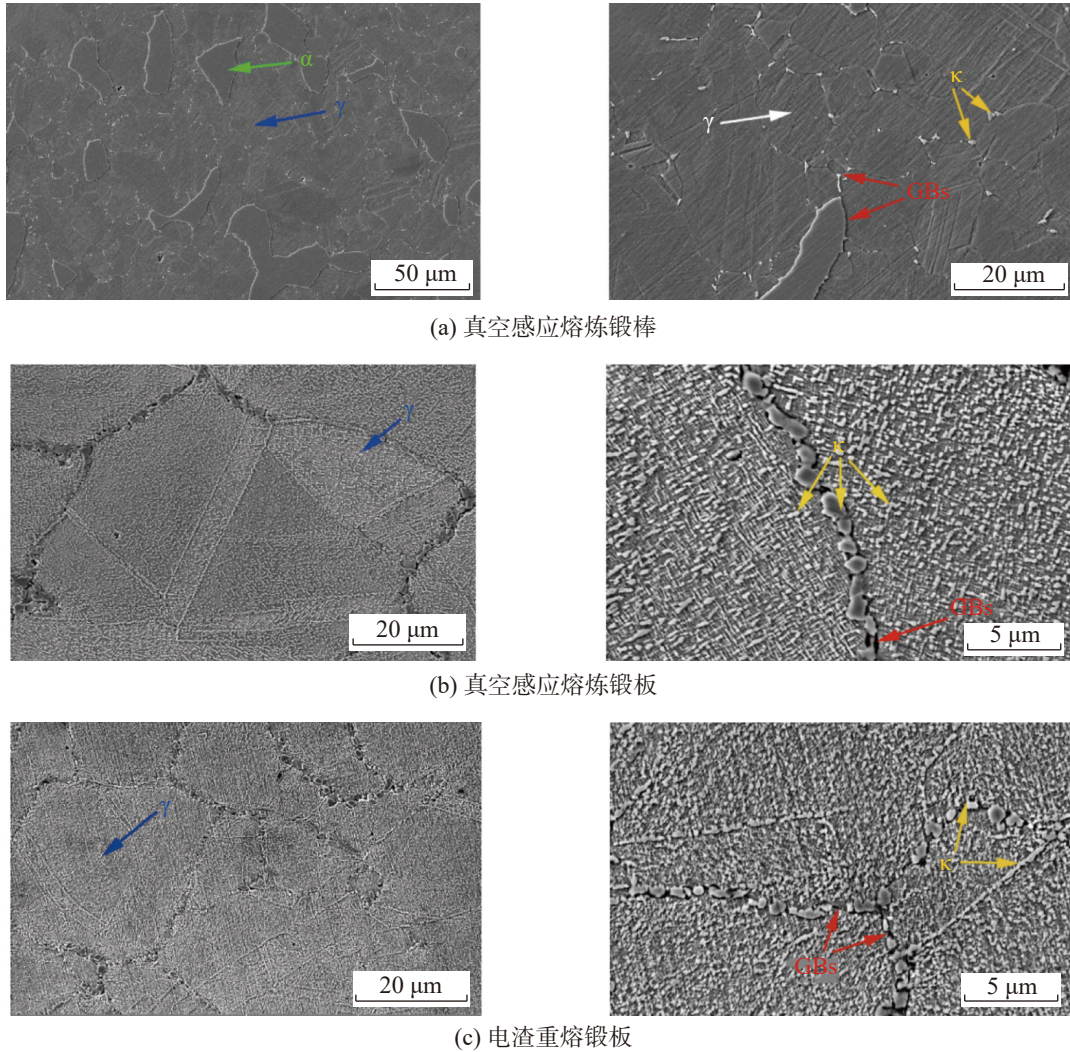 α
γ
50 μm
κ
γ
GBs
20 μm
(a) 真空感应熔炼锻棒
γ
20 μm
κ
GBs
5 μm
(b) 真空感应熔炼锻板
γ
20 μm
κ
GBs
5 μm
(c) 电渣重熔锻板